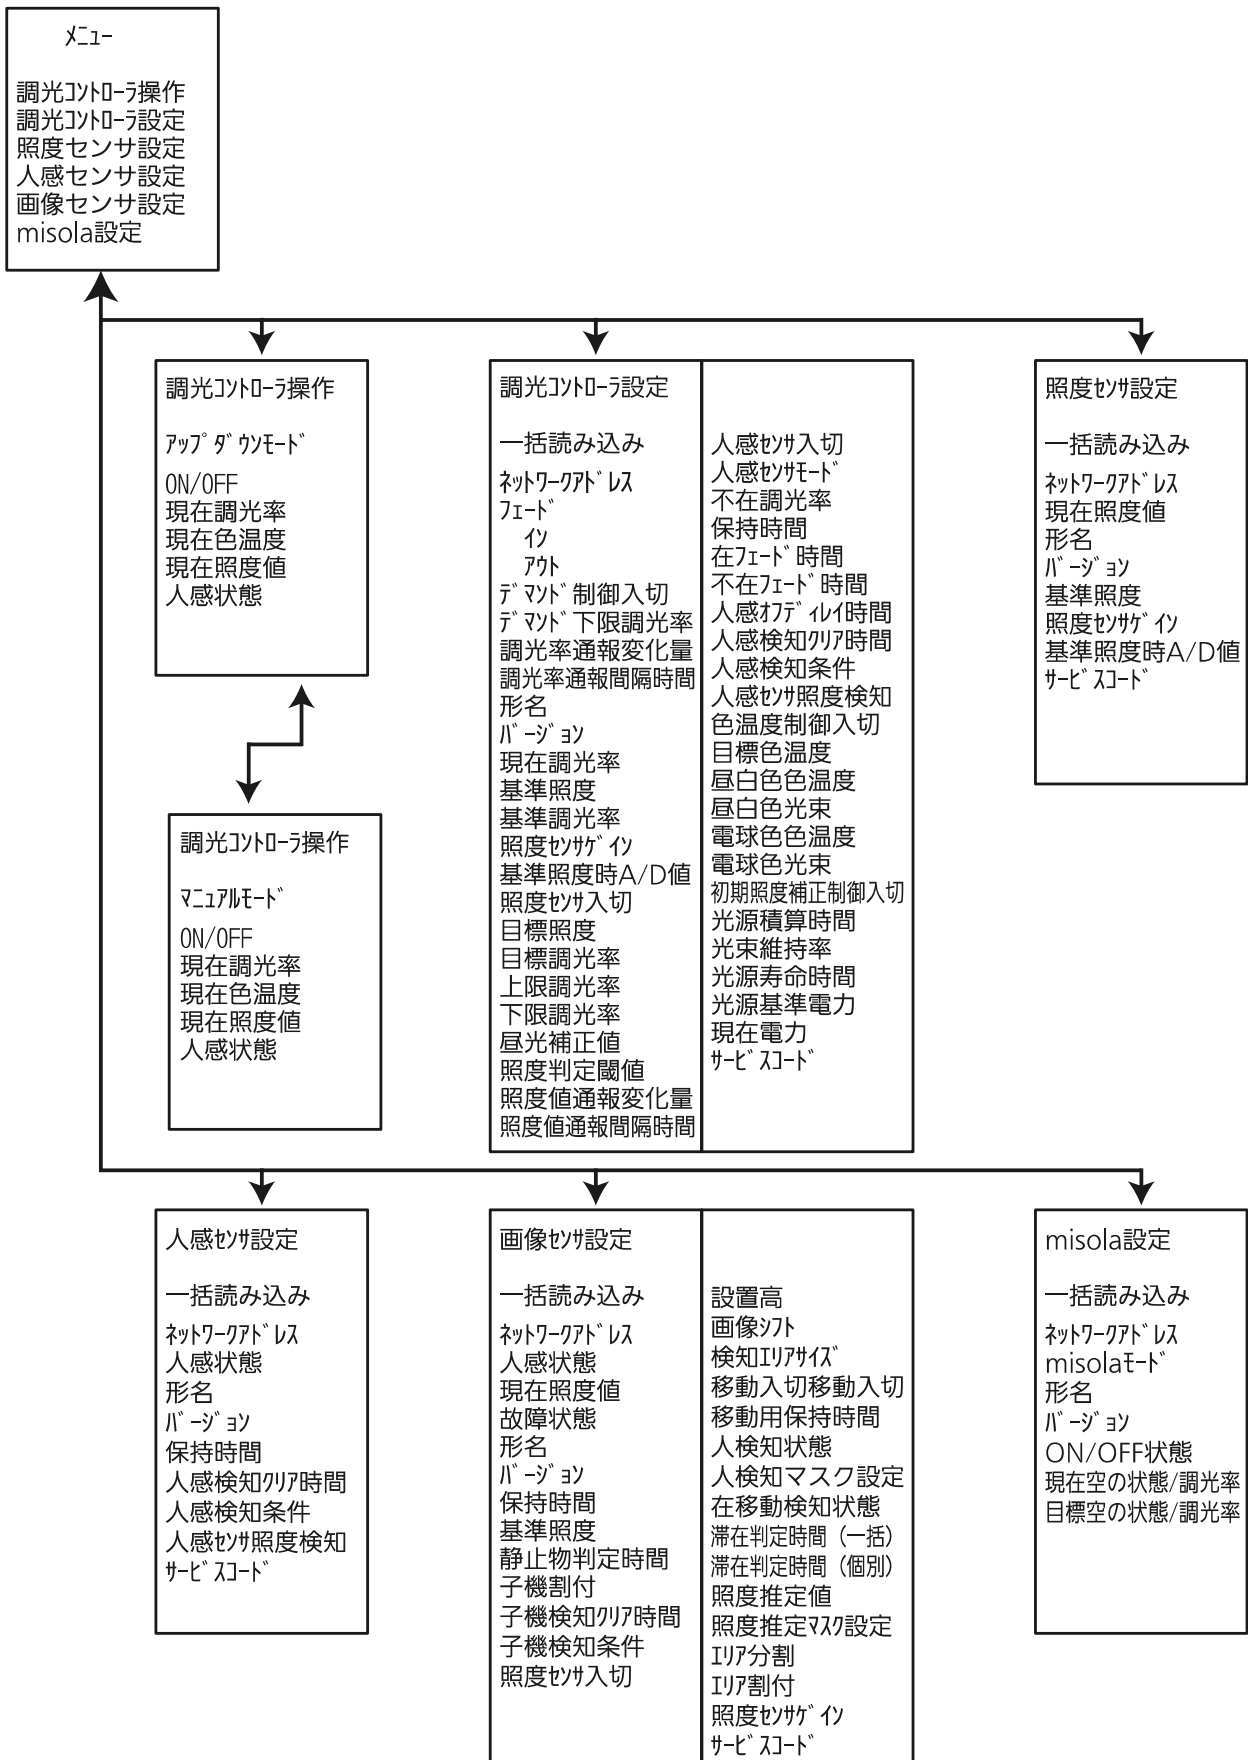 ﾒﾆｭｰ
調光ｺﾝﾄﾛｰﾗ操作
調光ｺﾝﾄﾛｰﾗ設定
照度センサ設定
人感センサ設定
画像センサ設定
misola設定
調光ｺﾝﾄﾛｰﾗ操作
ｱｯﾌﾟﾀﾞｳﾝﾓｰﾄﾞ
ON/OFF
現在調光率
現在色温度
現在照度値
人感状態
調光ｺﾝﾄﾛｰﾗ操作
ﾏﾆｭｱﾙﾓｰﾄﾞ
ON/OFF
現在調光率
現在色温度
現在照度値
人感状態
調光ｺﾝﾄﾛｰﾗ設定
一括読み込み
ﾈｯﾄﾜｰｸｱﾄﾞﾚｽ
ﾌｪｰﾄﾞ
ｲﾝ
ｱｳﾄ
ﾃﾞﾏﾝﾄﾞ制御入切
ﾃﾞﾏﾝﾄﾞ下限調光率
調光率通報変化量
調光率通報間隔時間
形名
ﾊﾞｰｼﾞｮﾝ
現在調光率
基準照度
基準調光率
照度ｾﾝｻｹﾞｲﾝ
基準照度時A/D値
照度ｾﾝｻ入切
目標照度
目標調光率
上限調光率
下限調光率
昼光補正値
照度判定閾値
照度値通報変化量
照度値通報間隔時間
人感ｾﾝｻ入切
人感ｾﾝｻﾓｰﾄﾞ
不在調光率
保持時間
在ﾌｪｰﾄﾞ時間
不在ﾌｪｰﾄﾞ時間
人感ｵﾌﾃﾞｨﾚｲ時間
人感検知ｸﾘｱ時間
人感検知条件
人感ｾﾝｻ照度検知
色温度制御入切
目標色温度
昼白色色温度
昼白色光束
電球色色温度
電球色光束
初期照度補正制御入切
光源積算時間
光束維持率
光源寿命時間
光源基準電力
現在電力
ｻｰﾋﾞｽｺｰﾄﾞ
照度ｾﾝｻ設定
一括読み込み
ﾈｯﾄﾜｰｸｱﾄﾞﾚｽ
現在照度値
形名
ﾊﾞｰｼﾞｮﾝ
基準照度
照度ｾﾝｻｹﾞｲﾝ
基準照度時A/D値
ｻｰﾋﾞｽｺｰﾄﾞ
人感ｾﾝｻ設定
一括読み込み
ﾈｯﾄﾜｰｸｱﾄﾞﾚｽ
人感状態
形名
ﾊﾞｰｼﾞｮﾝ
保持時間
人感検知ｸﾘｱ時間
人感検知条件
人感ｾﾝｻ照度検知
ｻｰﾋﾞｽｺｰﾄﾞ
画像ｾﾝｻ設定
一括読み込み
ﾈｯﾄﾜｰｸｱﾄﾞﾚｽ
人感状態
現在照度値
故障状態
形名
ﾊﾞｰｼﾞｮﾝ
保持時間
基準照度
静止物判定時間
子機割付
子機検知ｸﾘｱ時間
子機検知条件
照度ｾﾝｻ入切
設置高
画像ｼﾌﾄ
検知ｴﾘｱｻｲｽﾞ
移動入切移動入切
移動用保持時間
人検知状態
人検知マスク設定
在移動検知状態
滞在判定時間（一括）
滞在判定時間（個別）
照度推定値
照度推定ﾏｽｸ設定
ｴﾘｱ分割
ｴﾘｱ割付
照度ｾﾝｻｹﾞｲﾝ
ｻｰﾋﾞｽｺｰﾄﾞ
misola設定
一括読み込み
ﾈｯﾄﾜｰｸｱﾄﾞﾚｽ
misolaﾓｰﾄﾞ
形名
ﾊﾞｰｼﾞｮﾝ
ON/OFF状態
現在空の状態/調光率
目標空の状態/調光率